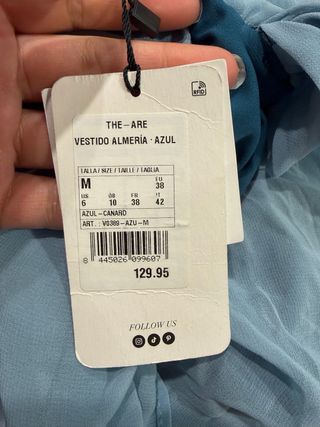 RFID
THE-ARE
VESTIDO ALMERÍA · AZUL
TALLA / SIZE / TAILLE / TAGLIA
M EU 38
US 6 GB 10 FR 38 IT 42
AZUL-CANARD
ART.: V0389-AZU-M
8 445026 099607
129.95
FOLLOW US